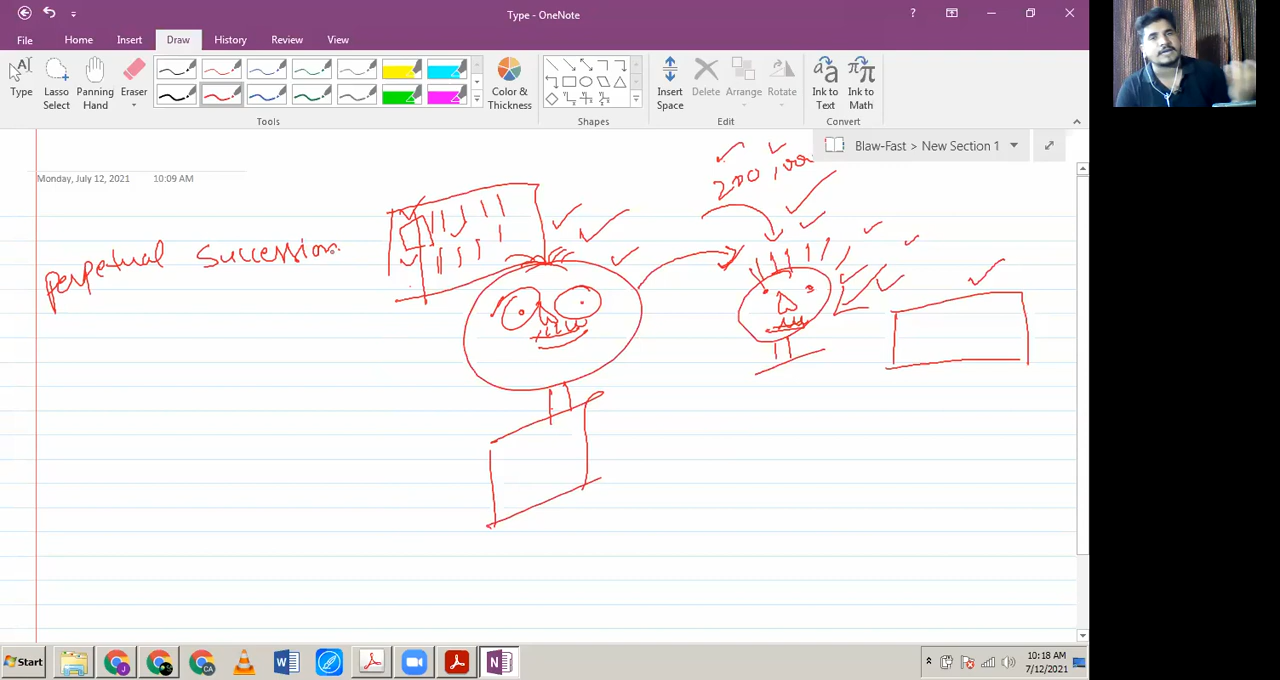 Type - OneNote
?
File
Home
Insert
Draw
History
Review
View
Type
Lasso
Select
Panning
Hand
Eraser
Color &
Thickness
Insert
Space
Delete
Arrange
Rotate
Ink to
Text
Ink to
Math
Tools
Shapes
Edit
Convert
Blaw-Fast > New Section 1
Monday, July 12, 2021
10:09 AM
200,00
perpetual Succession
Start
10:18 AM
7/12/2021